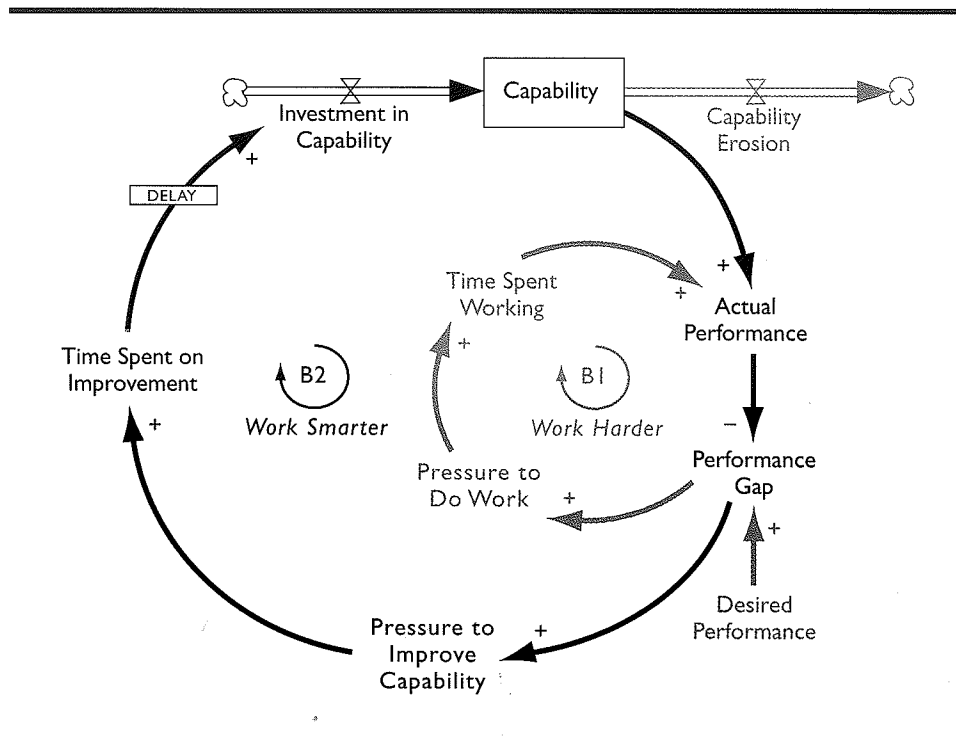 Capability
Investment in
Capability
Capability
Erosion
+
DELAY
Time Spent
Working
+
+
Actual
Performance
+
Time Spent on
Improvement
B2
B1
+
Work Smarter
Work Harder
−
Performance
Gap
Pressure to
Do Work
+
+
Desired
Performance
+
Pressure to
Improve
Capability